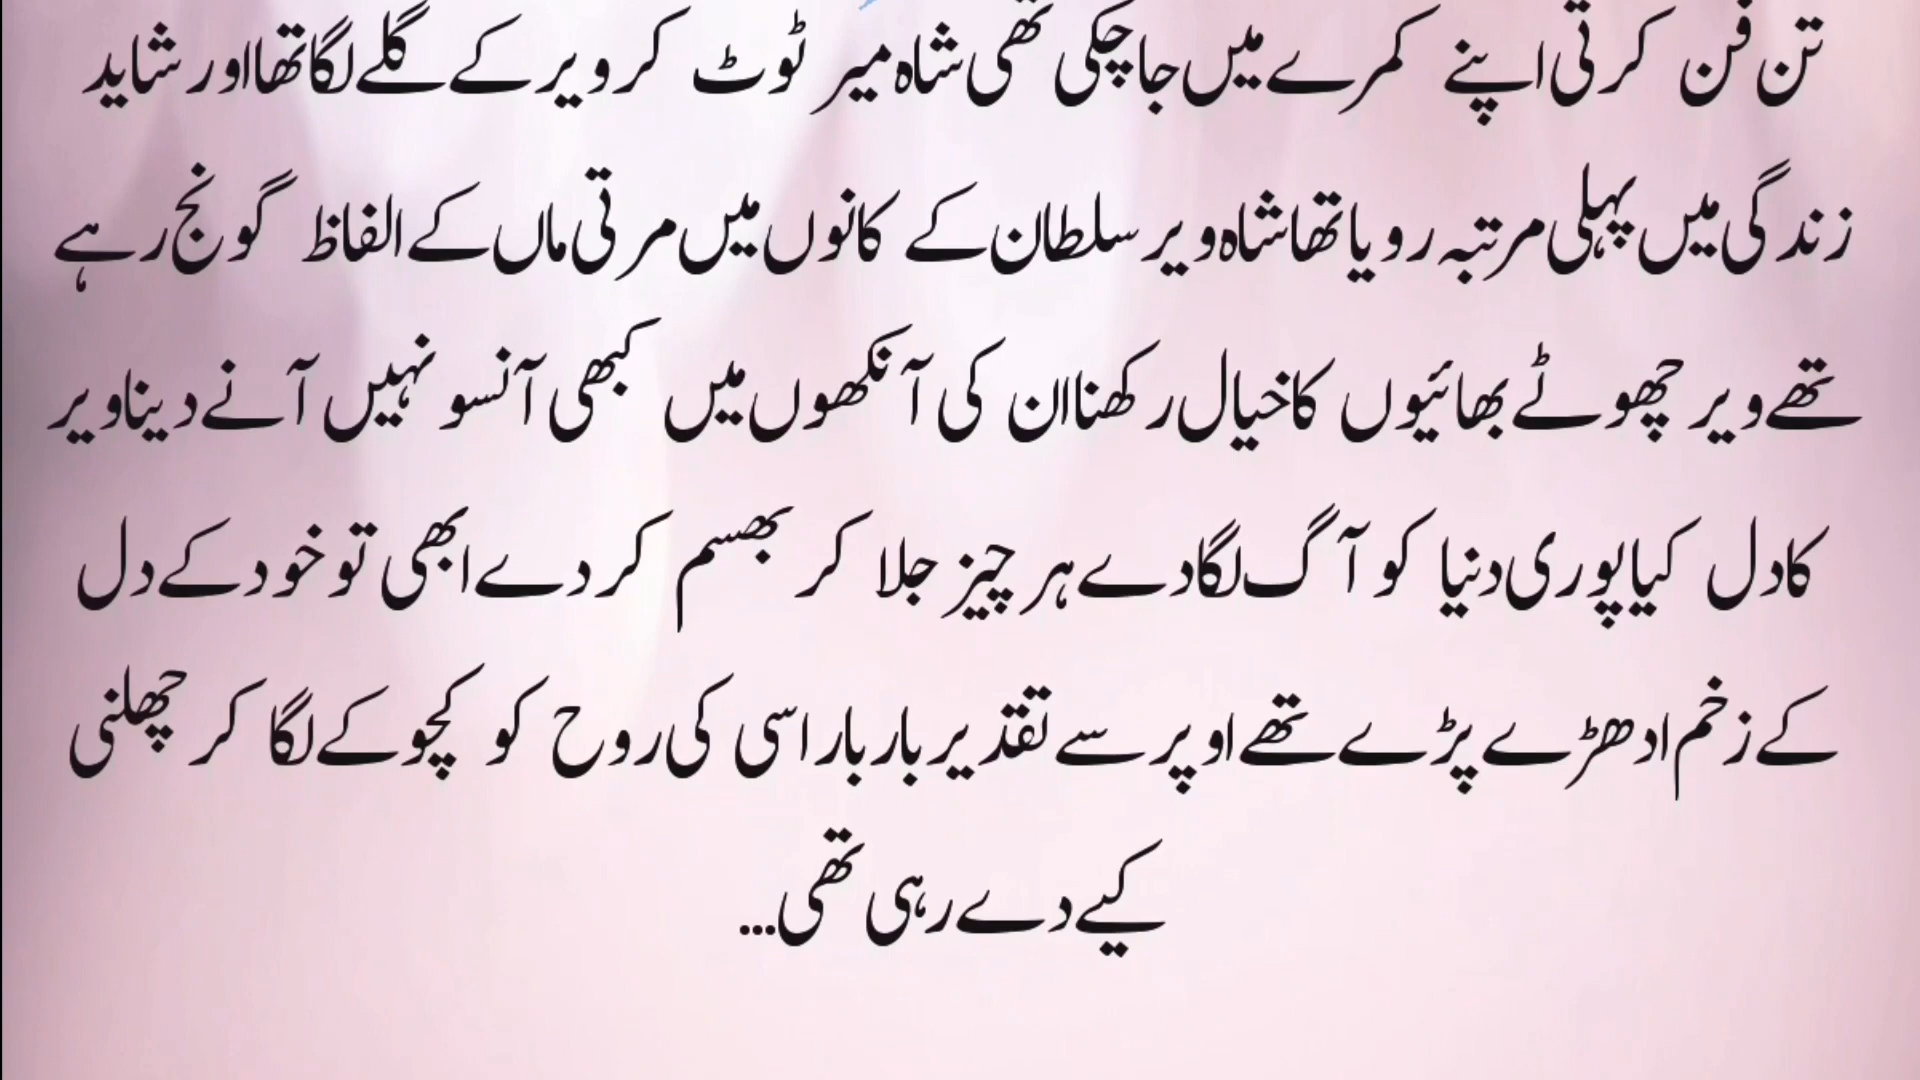 تن فن کرتی اپنے کمرے میں جاچکی تھی شاہ میر ٹوٹ کر ویر کے گلے لگا تھا اور شاید
زندگی میں پہلی مرتبہ رویا تھا شاہ ویر سلطان کے کانوں میں مرتی ماں کے الفاظ گونج رہے
تھے ویر چھوٹے بھائیوں کا خیال رکھنا ان کی آنکھوں میں کبھی آنسو نہیں آنے دینا ویر
کا دل کیا پوری دنیا کو آگ لگا دے ہر چیز جلا کر بھسم کر دے ابھی تو خود کے دل
کے زخم ادھڑے پڑے تھے اوپر سے تقدیر بار بار اسی کی روح کو کچوکے لگا کر چھلنی
کیے دے رہی تھی...